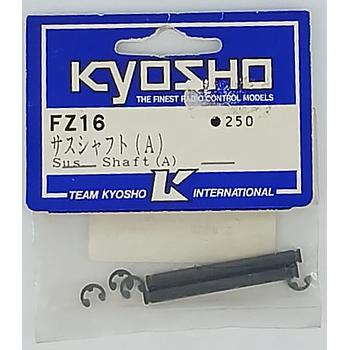 KYOSHO
THE FINEST RADIO CONTROL MODELS
FZ16 ●250
サスシャフト(A)
Sus Shaft(A)
TEAM KYOSHO K INTERNATIONAL